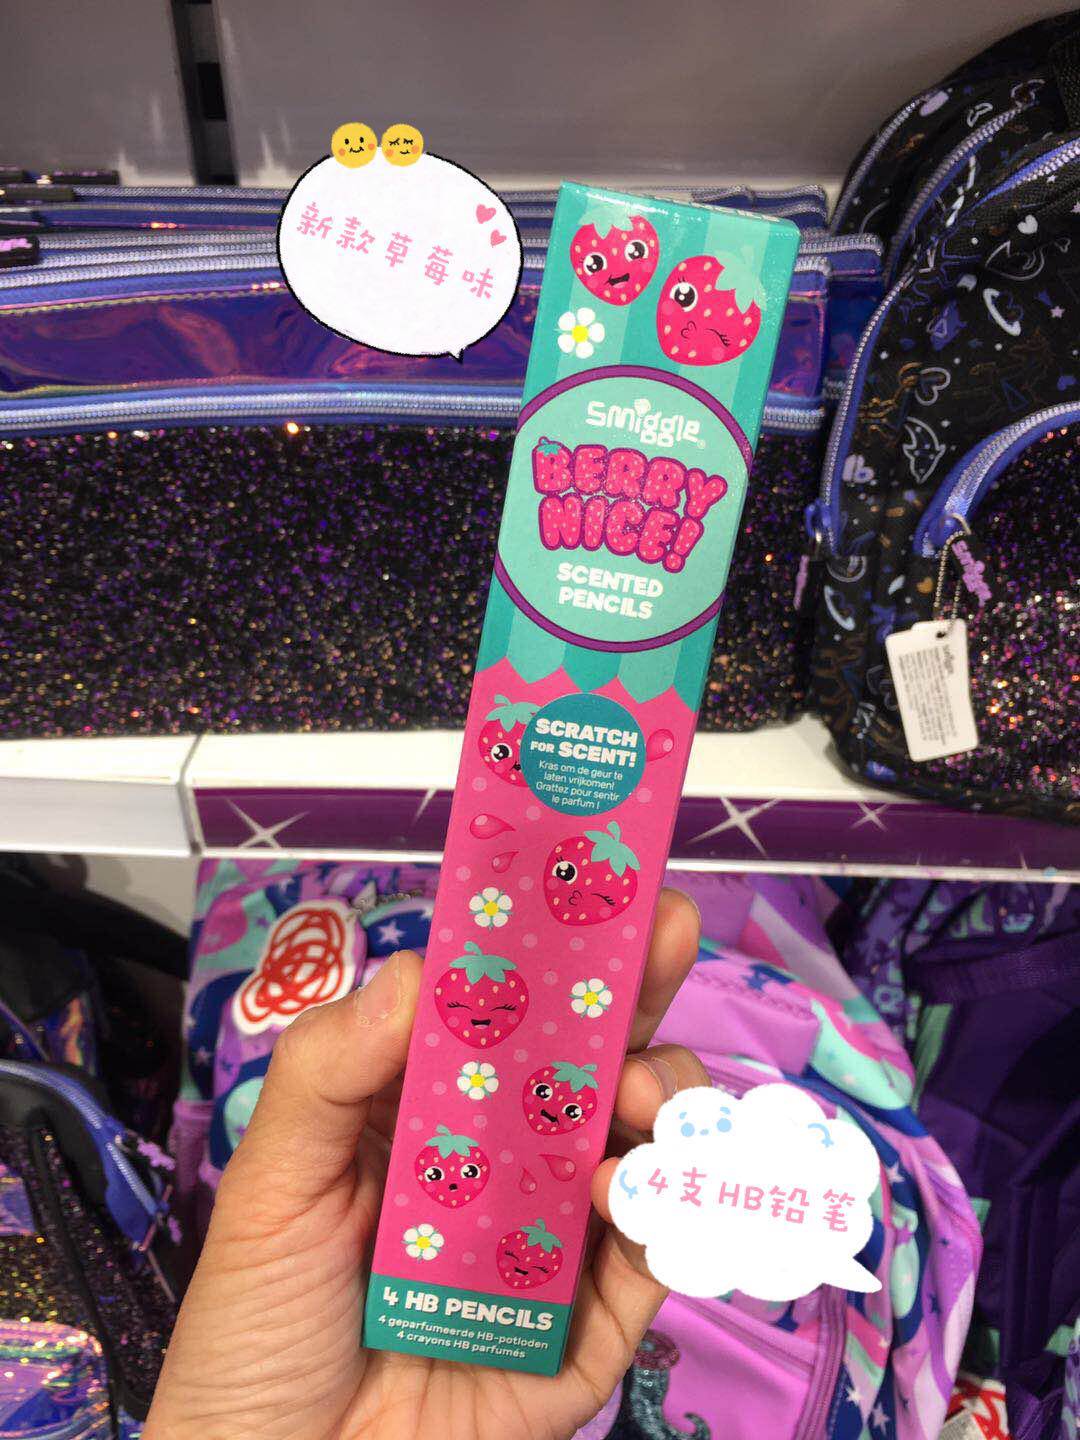 新款草莓味
smiggle
BERRY
NICE!
SCENTED
PENCILS
SCRATCH
FOR SCENT!
Kras om de geur te
laten vrijkomen!
Grattez pour sentir
le parfum !
4支HB铅笔
4 HB PENCILS
4 geparfumeerde HB-potloden
4 crayons HB parfumés